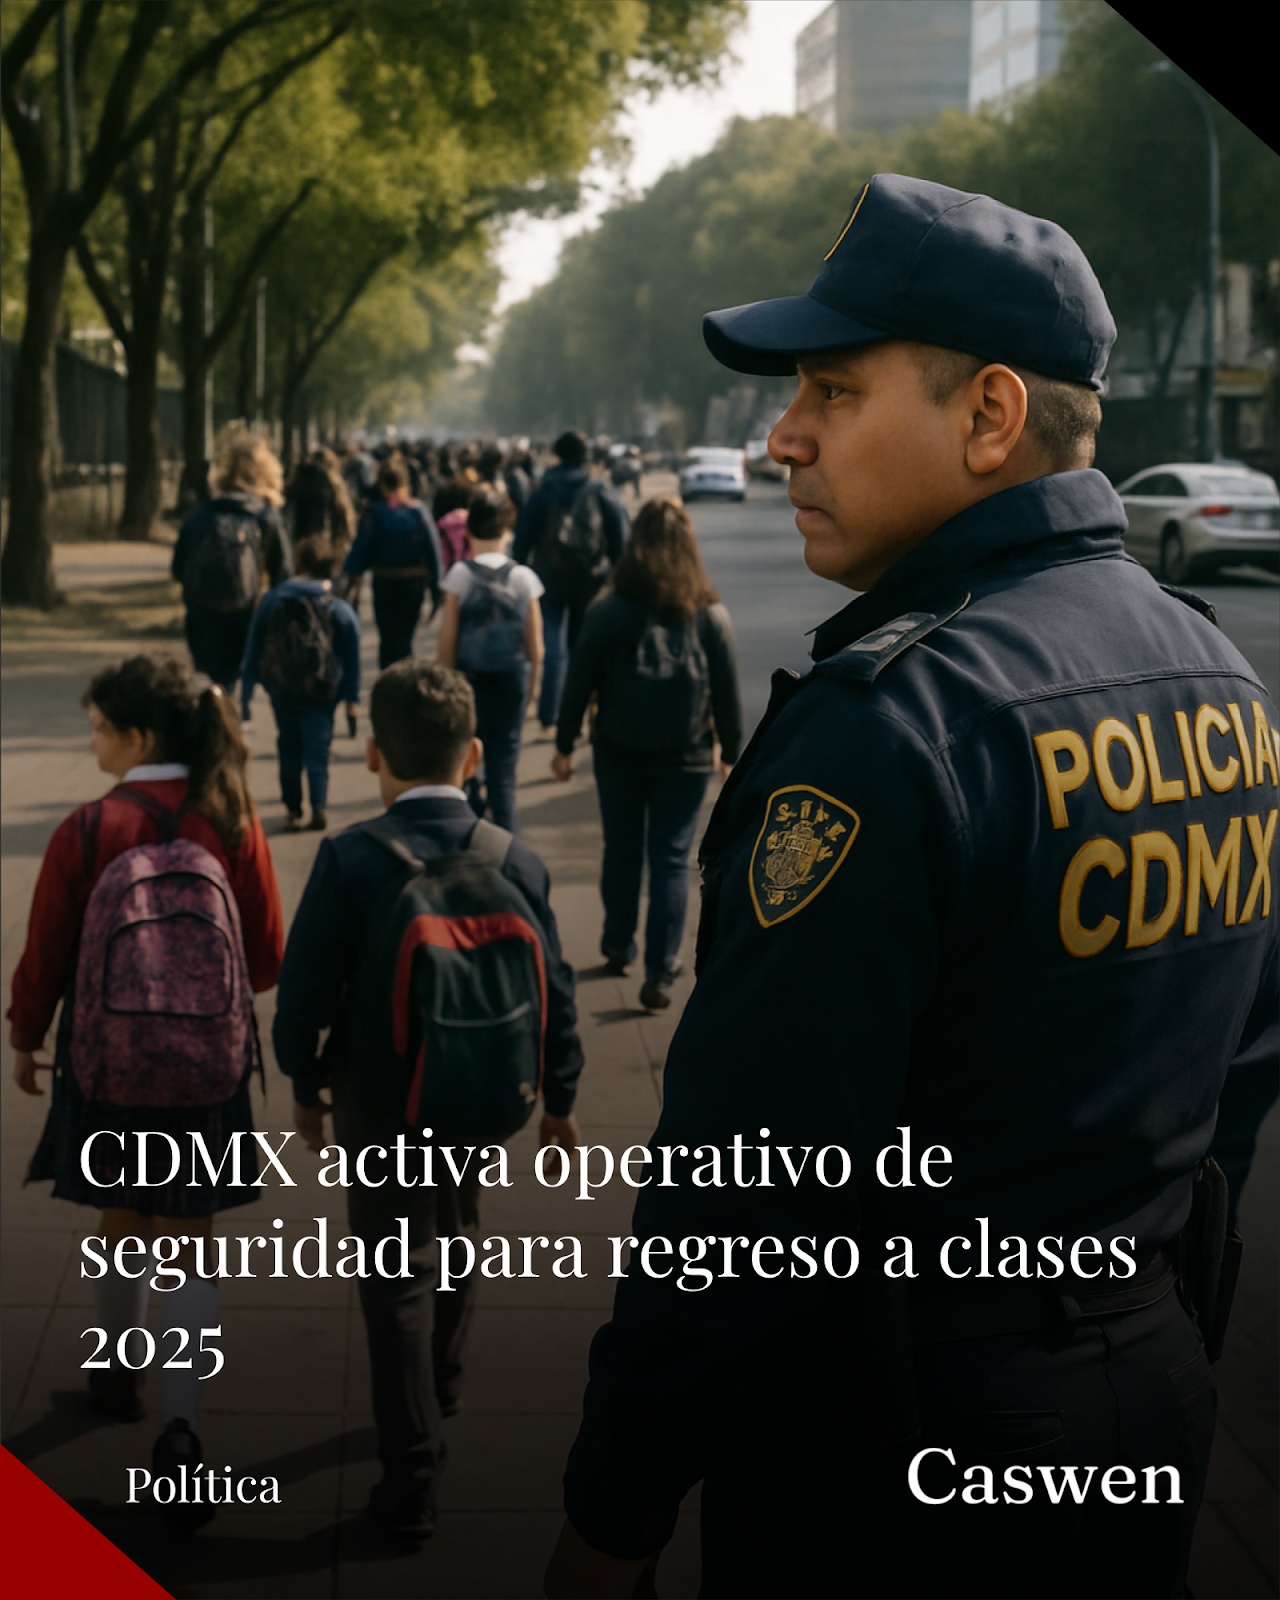 POLICIA
CDMX
CDMX activa operativo de
seguridad para regreso a clases
2025
Política
Caswen